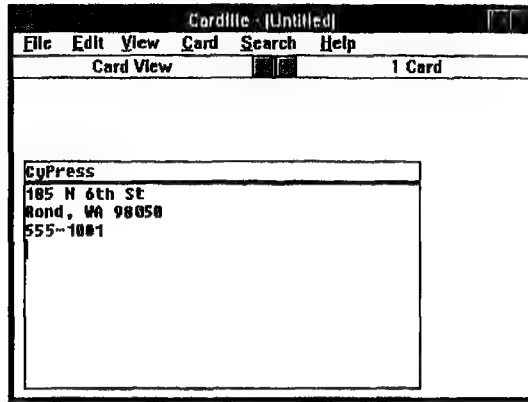 Cardfile - [Untitled]
File Edit View Card Search Help
Card View 1 Card
CyPress
185 N 6th St
Rond, WA 98050
555-1001